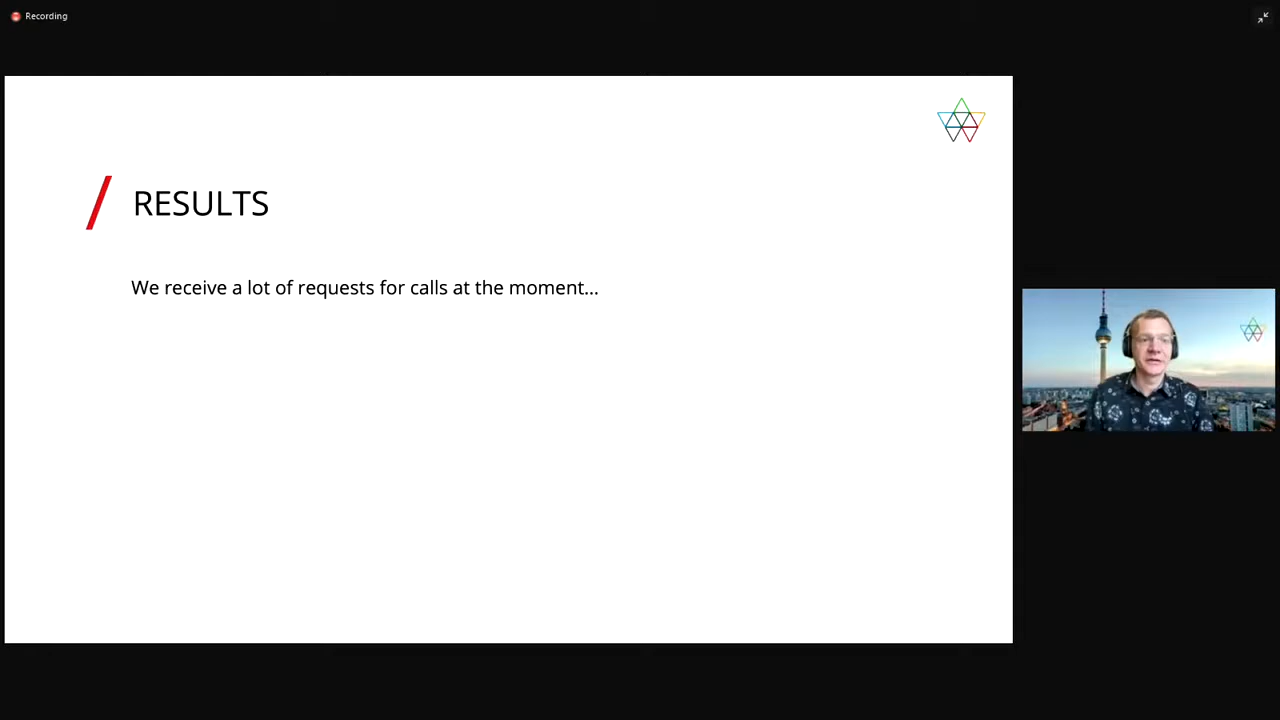 Recording
RESULTS
We receive a lot of requests for calls at the moment...